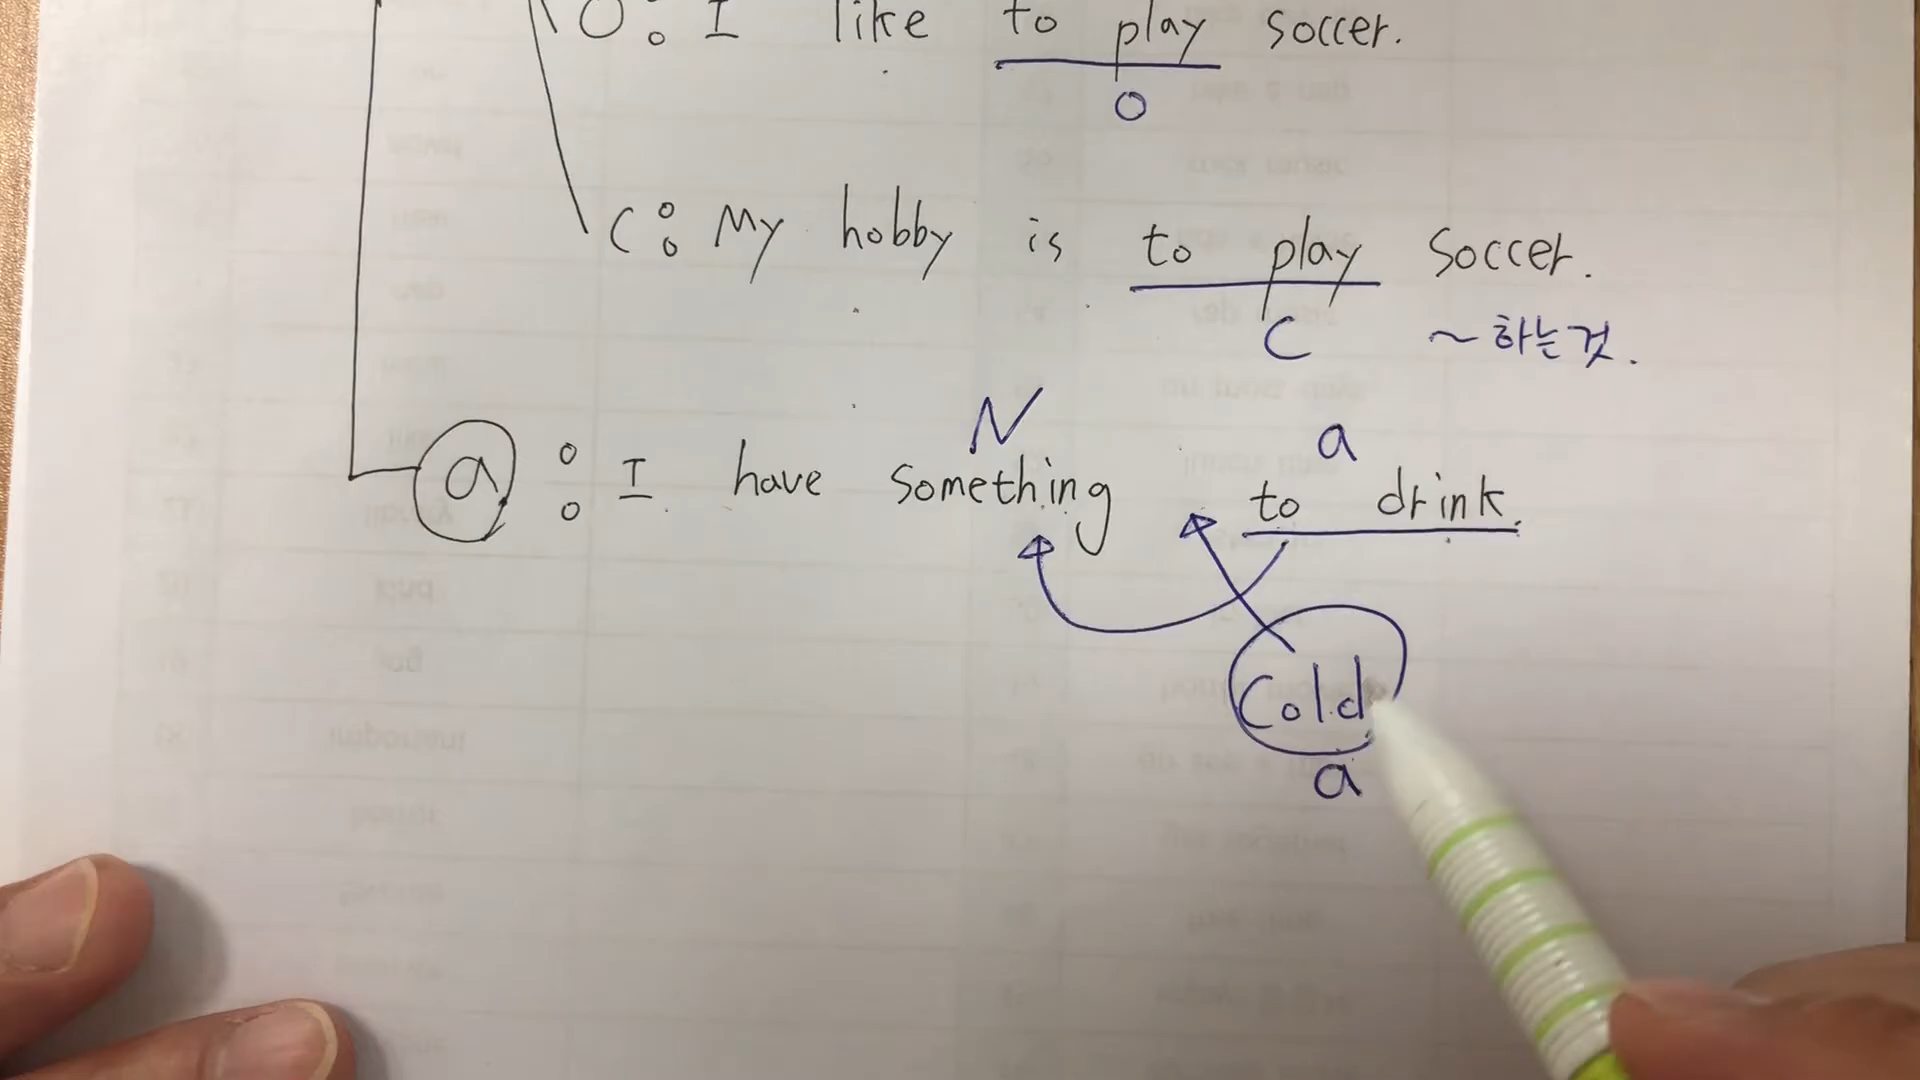 O: I like to play soccer.
O
C: My hobby is to play soccer.
C ~하는것.
N a
a: I have something to drink.
Cold
a